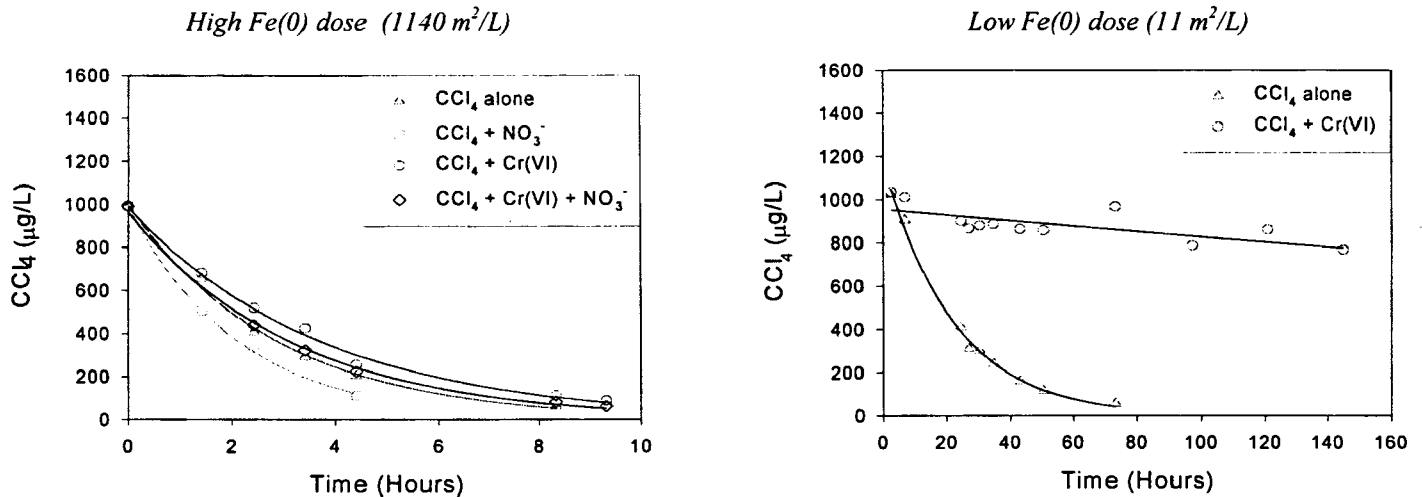 High Fe(0) dose (1140 m²/L)
1600
1400
1200
1000
800
600
400
200
0
CCl₄ (µg/L)
CCl₄ alone
CCl₄ + NO₃⁻
CCl₄ + Cr(VI)
CCl₄ + Cr(VI) + NO₃⁻
0 2 4 6 8 10
Time (Hours)
Low Fe(0) dose (11 m²/L)
1600
1400
1200
1000
800
600
400
200
0
CCl₄ (µg/L)
CCl₄ alone
CCl₄ + Cr(VI)
0 20 40 60 80 100 120 140 160
Time (Hours)